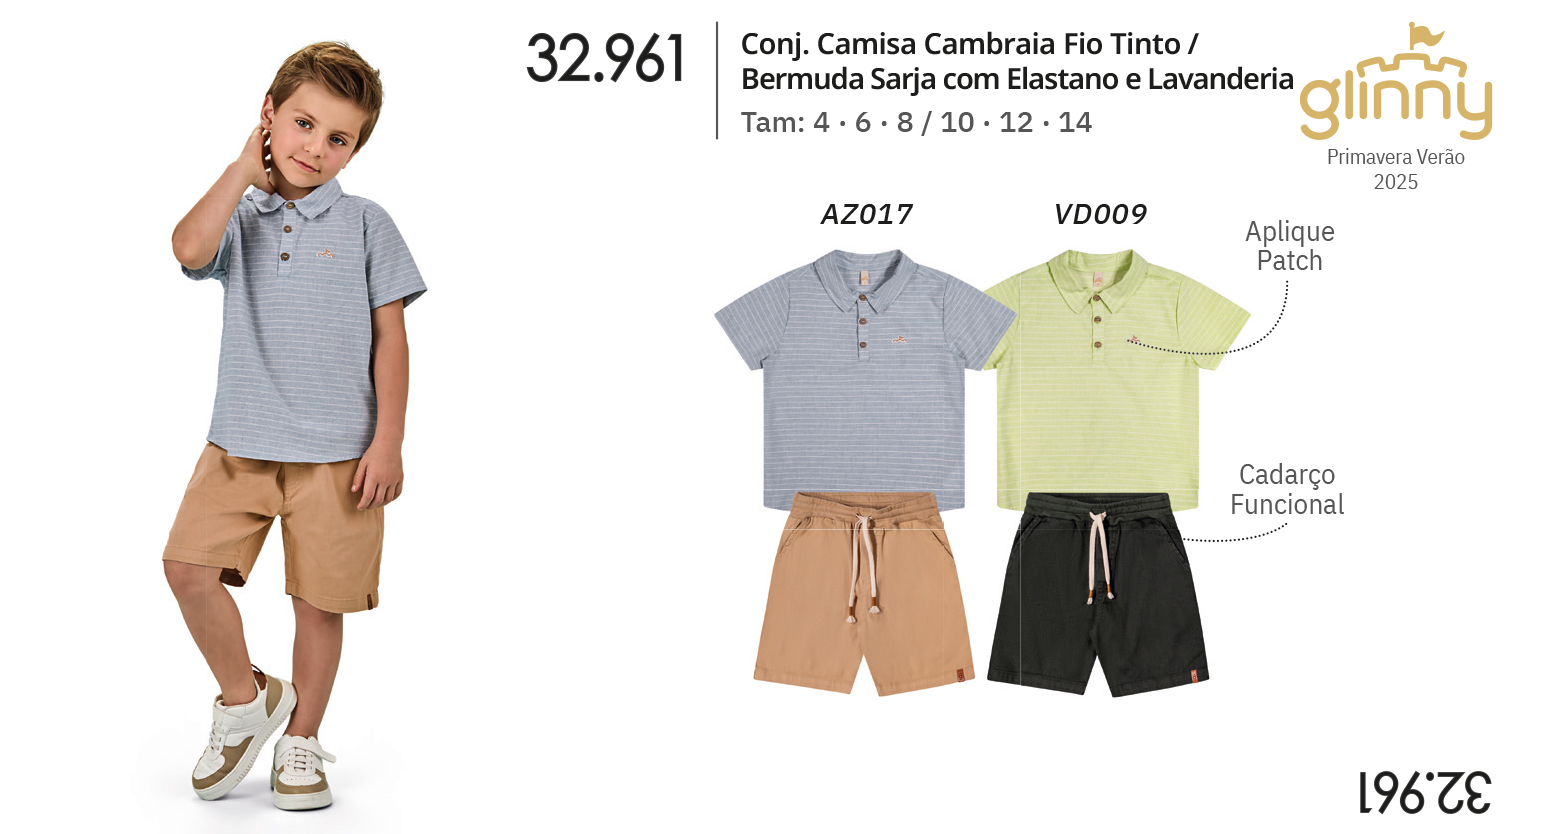 32.961
Conj. Camisa Cambraia Fio Tinto /
Bermuda Sarja com Elastano e Lavanderia
Tam: 4 · 6 · 8 / 10 · 12 · 14
glinny
Primavera Verão
2025
AZ017
VD009
Aplique
Patch
Cadarço
Funcional
32.961